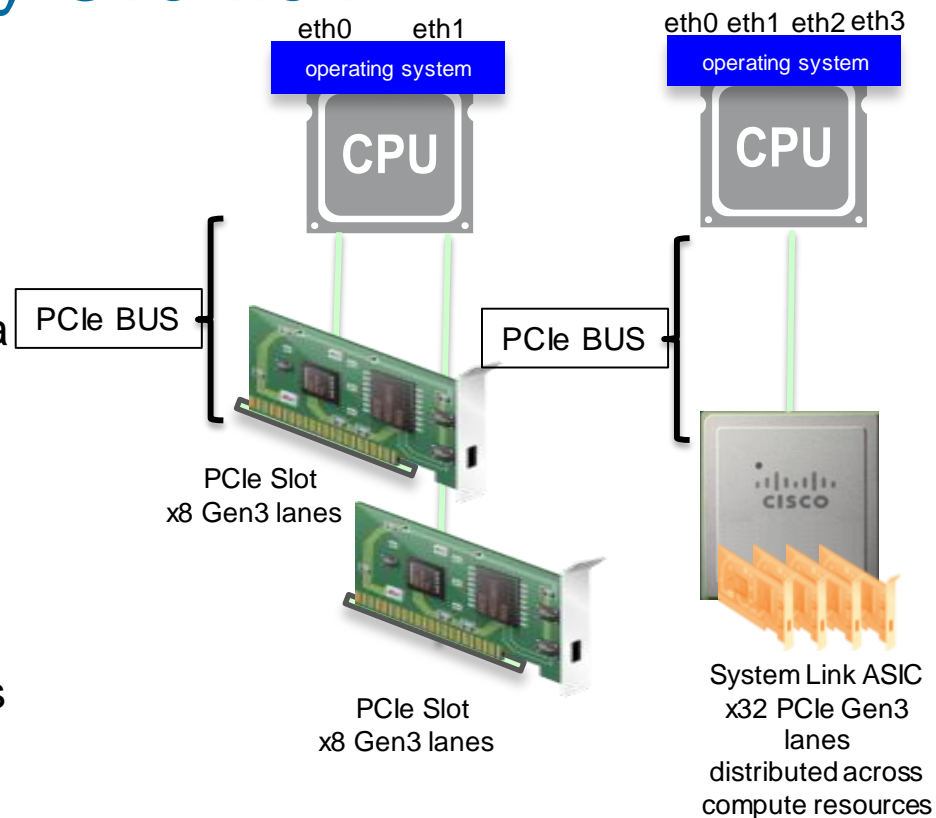 eth0 eth1
operating system
CPU
PCIe BUS
PCIe Slot
x8 Gen3 lanes
PCIe Slot
x8 Gen3 lanes
eth0 eth1 eth2 eth3
operating system
CPU
PCIe BUS
CISCO
System Link ASIC
x32 PCIe Gen3
lanes
distributed across
compute resources